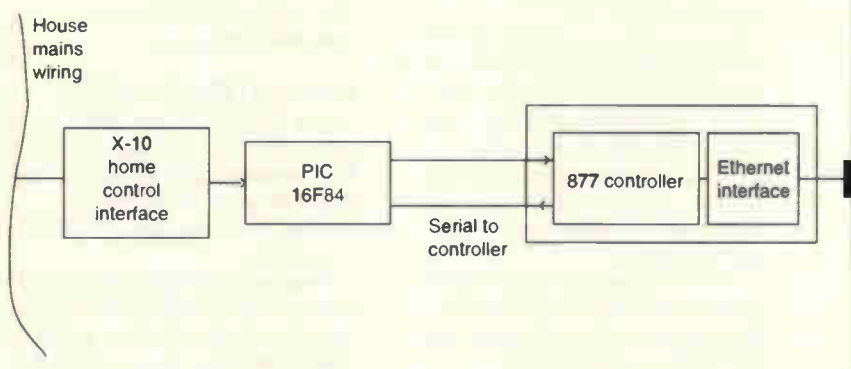 House
mains
wiring
X-10
home
control
interface
PIC
16F84
Serial to
controller
877 controller
Ethernet
interface